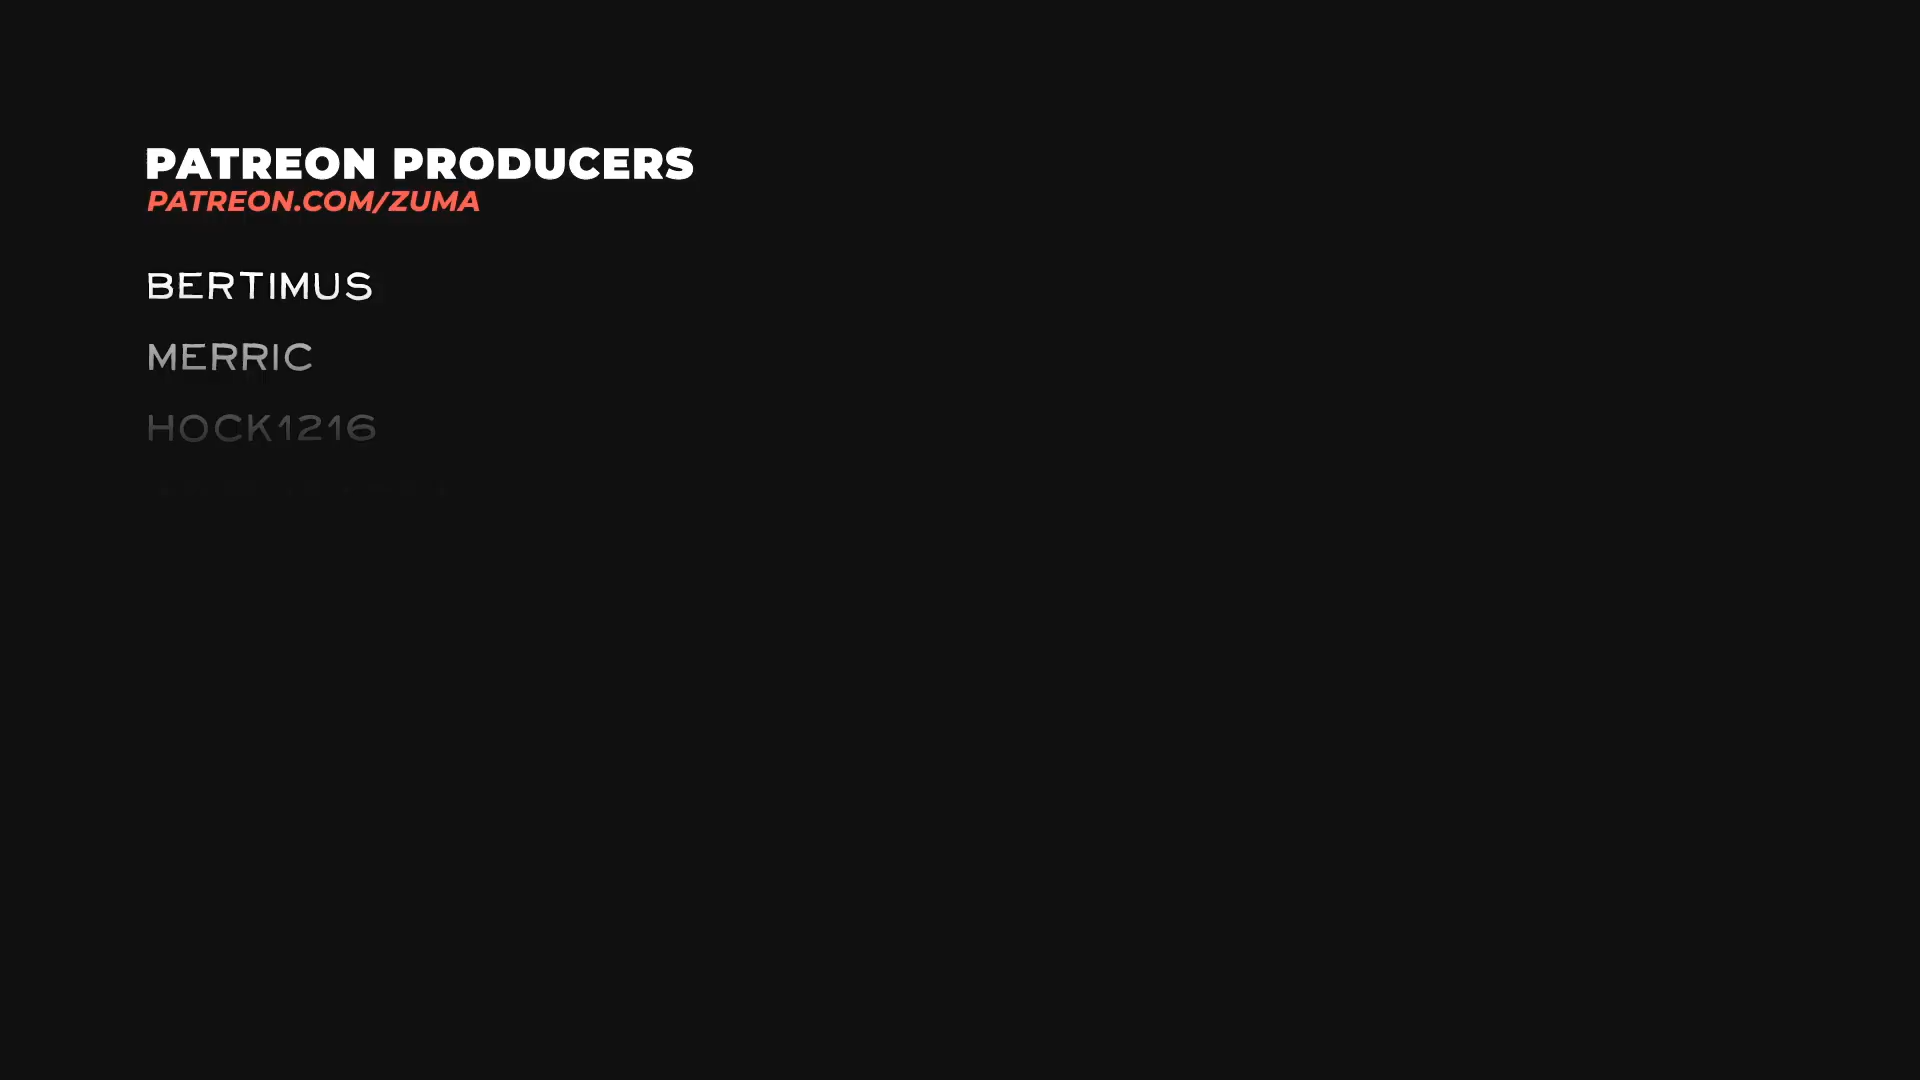 PATREON PRODUCERS
PATREON.COM/ZUMA
BERTIMUS
MERRIC
HOCK1216